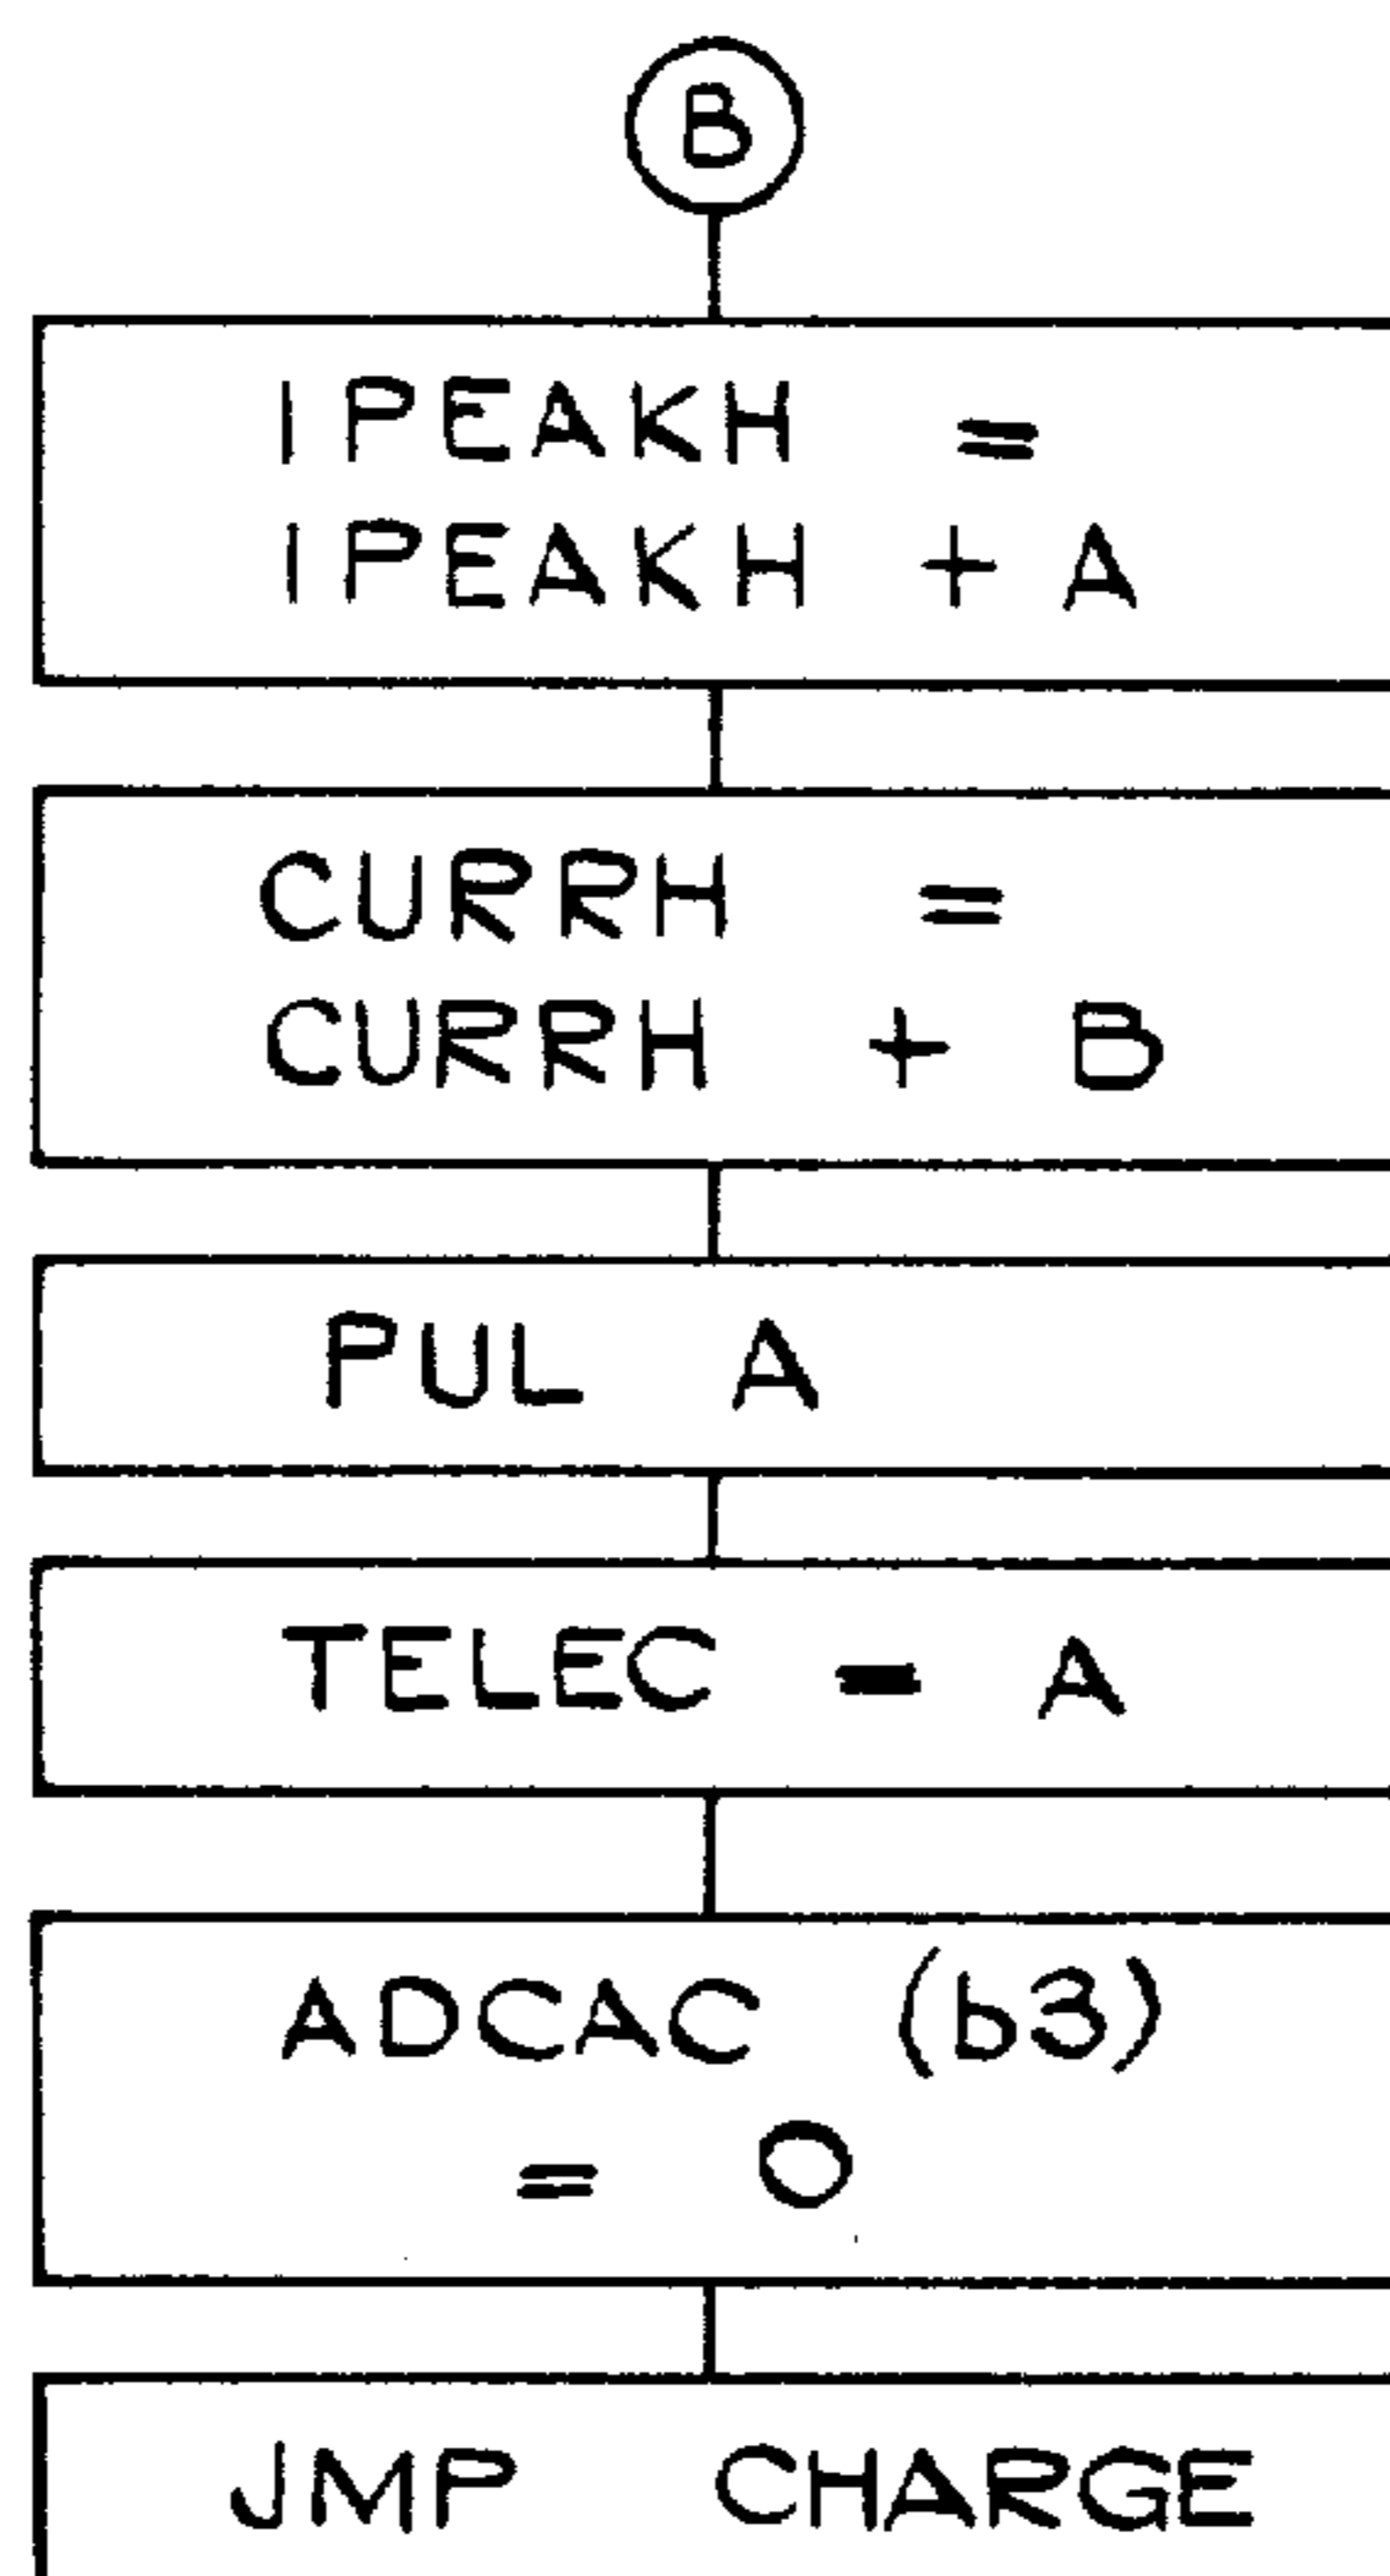 B
IPEAKH =
IPEAKH + A
CURRH =
CURRH + B
PUL A
TELEC = A
ADCAC (b3)
= 0
JMP CHARGE